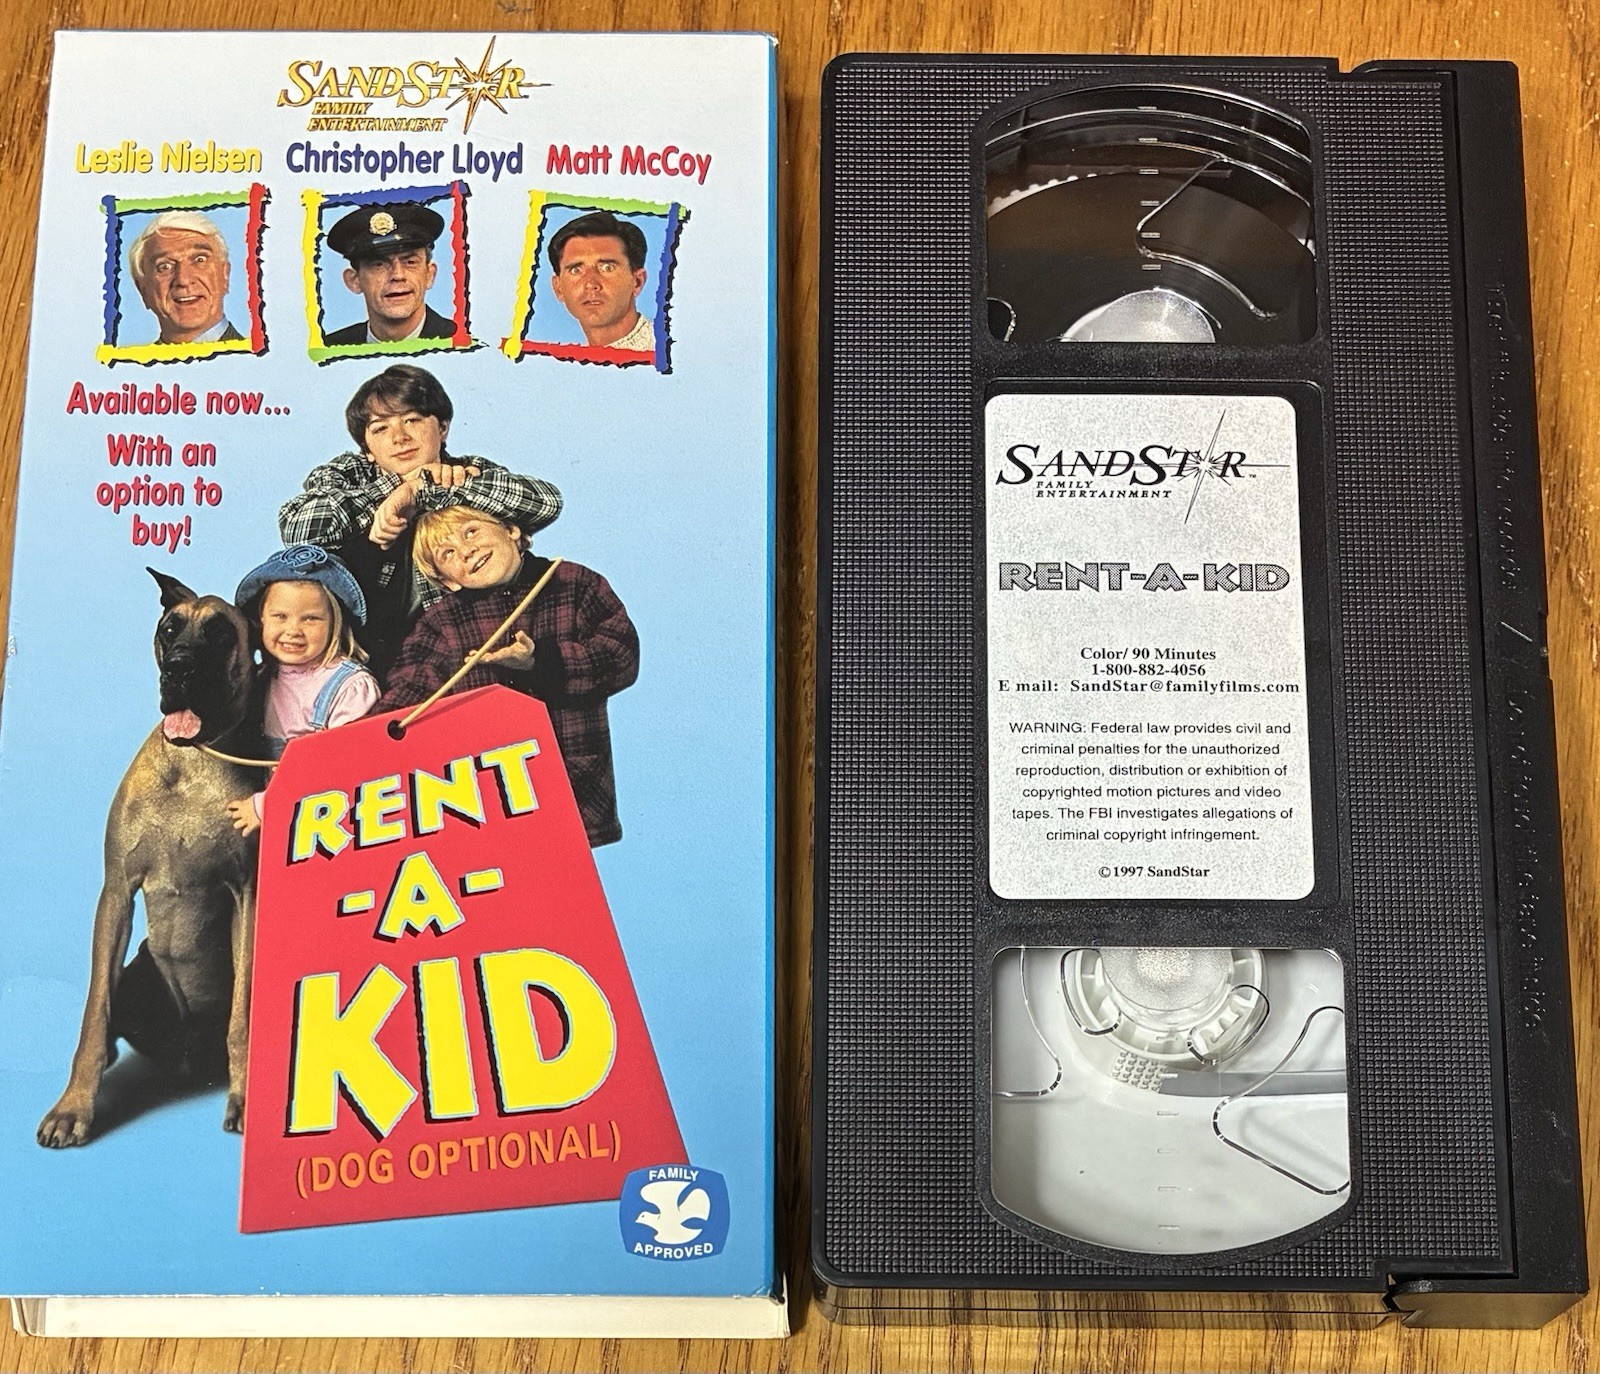 SANDSTAR
FAMILY
ENTERTAINMENT
Leslie Nielsen Christopher Lloyd Matt McCoy
Available now...
With an
option to
buy!
RENT
-A-
KID
(DOG OPTIONAL)
FAMILY
APPROVED
SANDSTAR™
FAMILY
ENTERTAINMENT
RENT-A-KID
Color/ 90 Minutes
1-800-882-4056
E mail: SandStar@familyfilms.com
WARNING: Federal law provides civil and
criminal penalties for the unauthorized
reproduction, distribution or exhibition of
copyrighted motion pictures and video
tapes. The FBI investigates allegations of
criminal copyright infringement.
©1997 SandStar